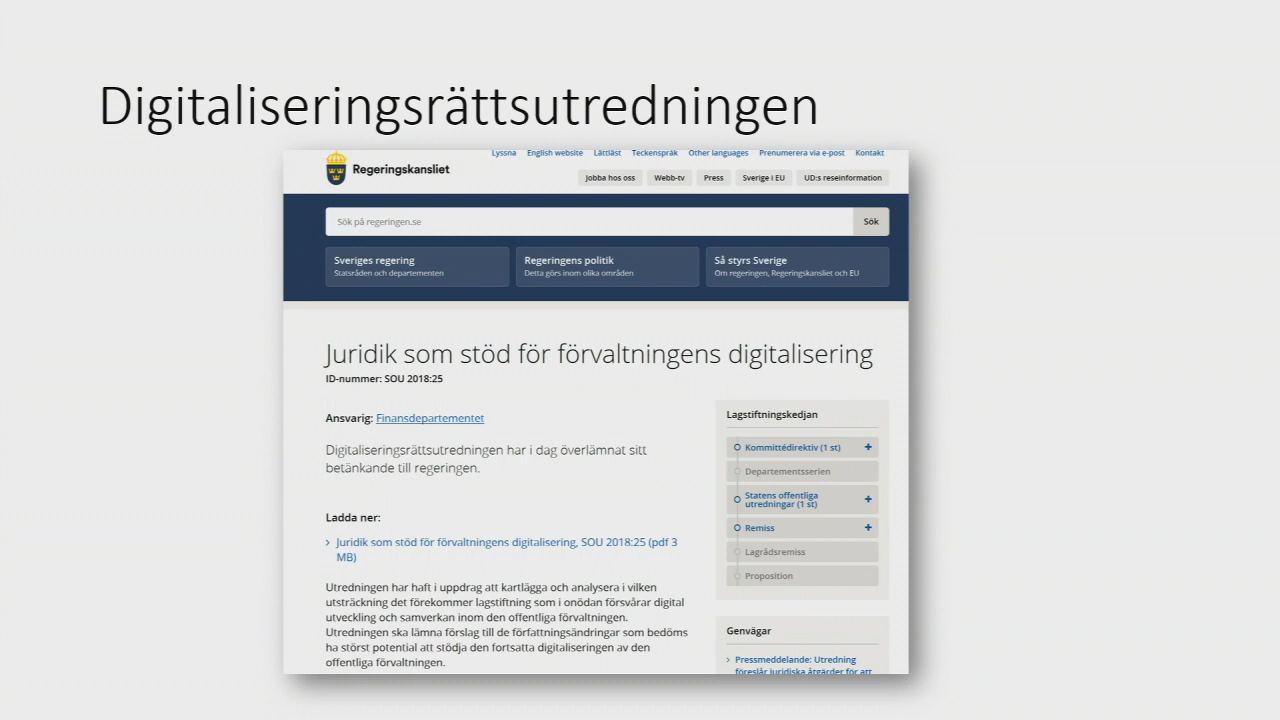 Digitaliseringsrättsutredningen
Lyssna English website Lättläst Teckenspråk Other languages Prenumerera via e-post Kontakt
Regeringskansliet
Jobba hos oss Webb-tv Press Sverige i EU UD:s reseinformation
Sök på regeringen.se Sök
Sveriges regering
Statsråden och departementen
Regeringens politik
Detta görs inom olika områden
Så styrs Sverige
Om regeringen, Regeringskansliet och EU
Juridik som stöd för förvaltningens digitalisering
ID-nummer: SOU 2018:25
Ansvarig: Finansdepartementet
Digitaliseringsrättsutredningen har i dag överlämnat sitt
betänkande till regeringen.
Ladda ner:
› Juridik som stöd för förvaltningens digitalisering, SOU 2018:25 (pdf 3
MB)
Utredningen har haft i uppdrag att kartlägga och analysera i vilken
utsträckning det förekommer lagstiftning som i onödan försvårar digital
utveckling och samverkan inom den offentliga förvaltningen.
Utredningen ska lämna förslag till de författningsändringar som bedöms
ha störst potential att stödja den fortsatta digitaliseringen av den
offentliga förvaltningen.
Lagstiftningskedjan
Kommittédirektiv (1 st) +
Departementsserien
Statens offentliga
utredningar (1 st) +
Remiss +
Lagrådsremiss
Proposition
Genvägar
› Pressmeddelande: Utredning
föreslår juridiska åtgärder för att